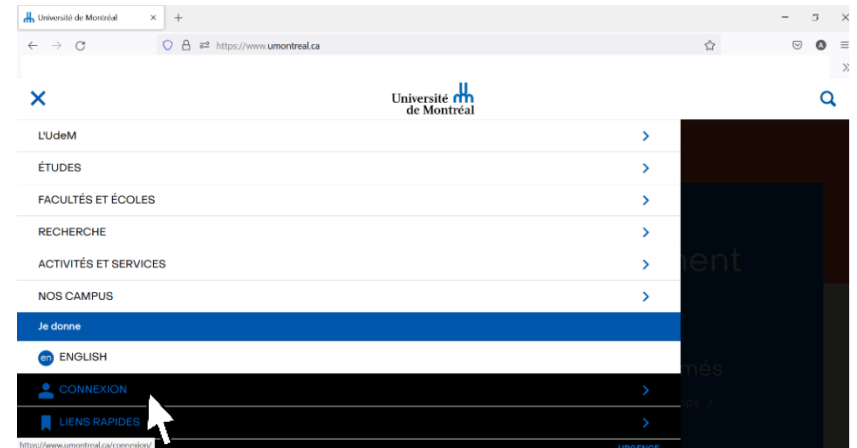 Université de Montréal
https://www.umontreal.ca
Université
de Montréal
L'UdeM
ÉTUDES
FACULTÉS ET ÉCOLES
RECHERCHE
ACTIVITÉS ET SERVICES
NOS CAMPUS
Je donne
en ENGLISH
CONNEXION
LIENS RAPIDES
https://www.umontreal.ca/connexion/
URGENCE